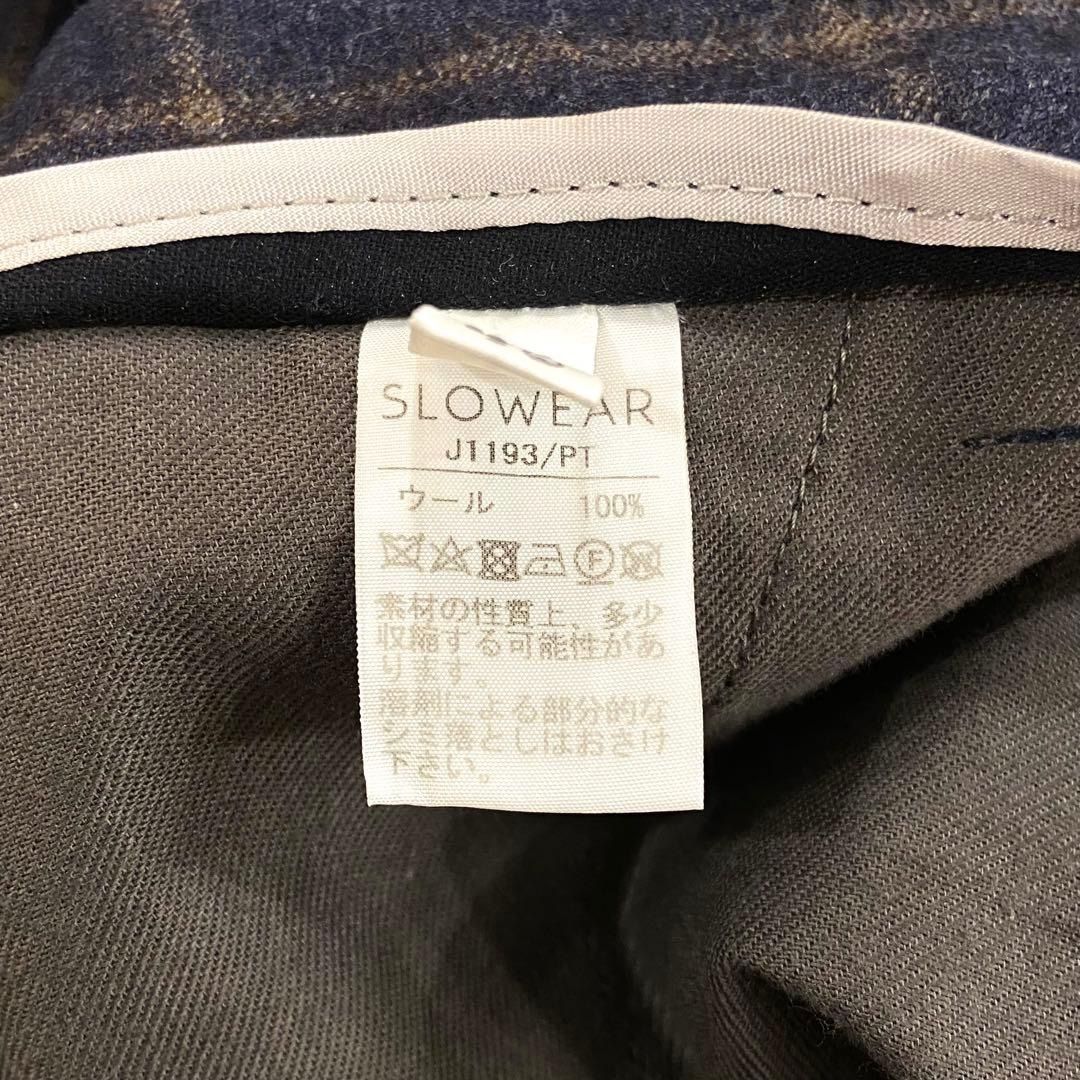 SLOWEAR
J1193/PT
ウール 100%
F
素材の性質上、多少
収縮する可能性があ
ります。
溶剤による部分的な
シミ落としはおさけ
下さい。